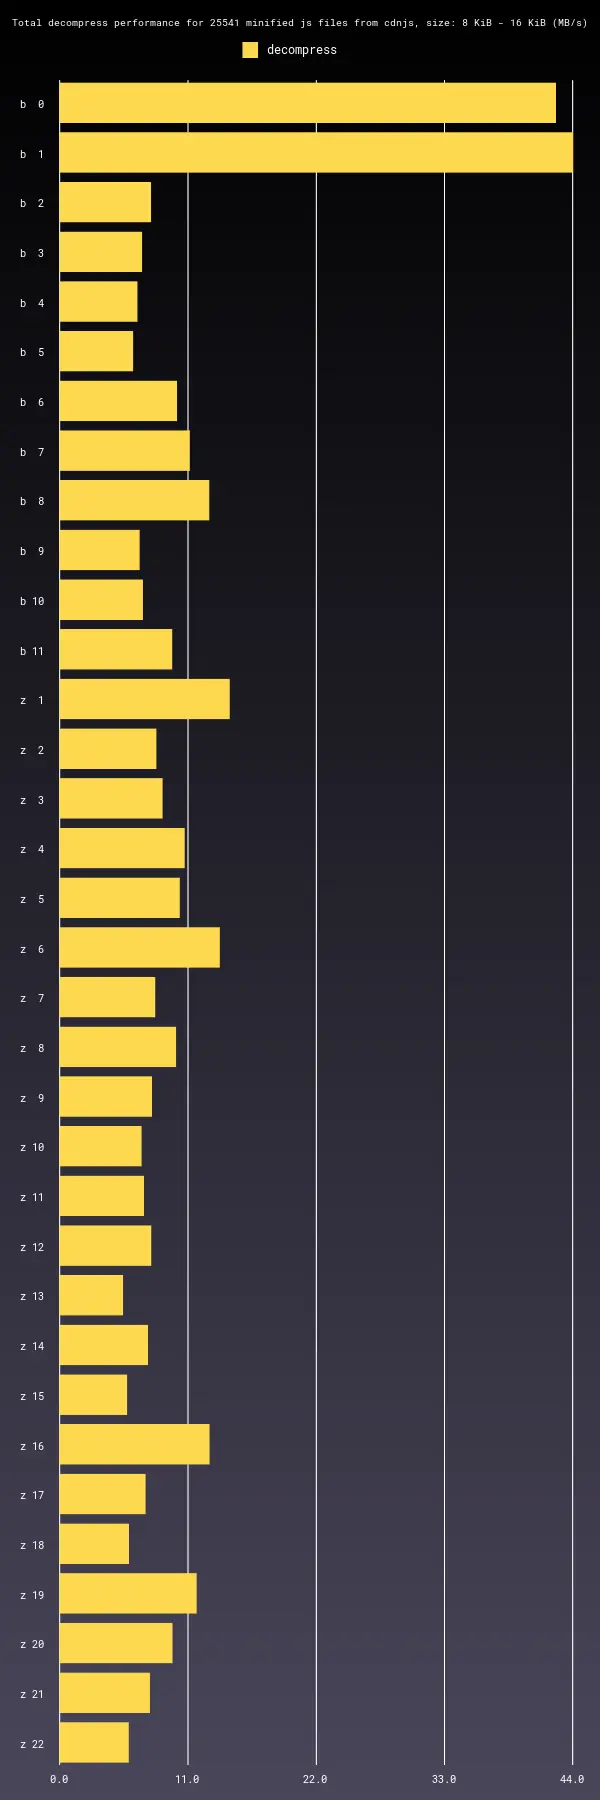 Total decompress performance for 25541 minified js files from cdnjs, size: 8 KiB - 16 KiB (MB/s)
decompress
b 0
b 1
b 2
b 3
b 4
b 5
b 6
b 7
b 8
b 9
b 10
b 11
z 1
z 2
z 3
z 4
z 5
z 6
z 7
z 8
z 9
z 10
z 11
z 12
z 13
z 14
z 15
z 16
z 17
z 18
z 19
z 20
z 21
z 22
0.0 11.0 22.0 33.0 44.0